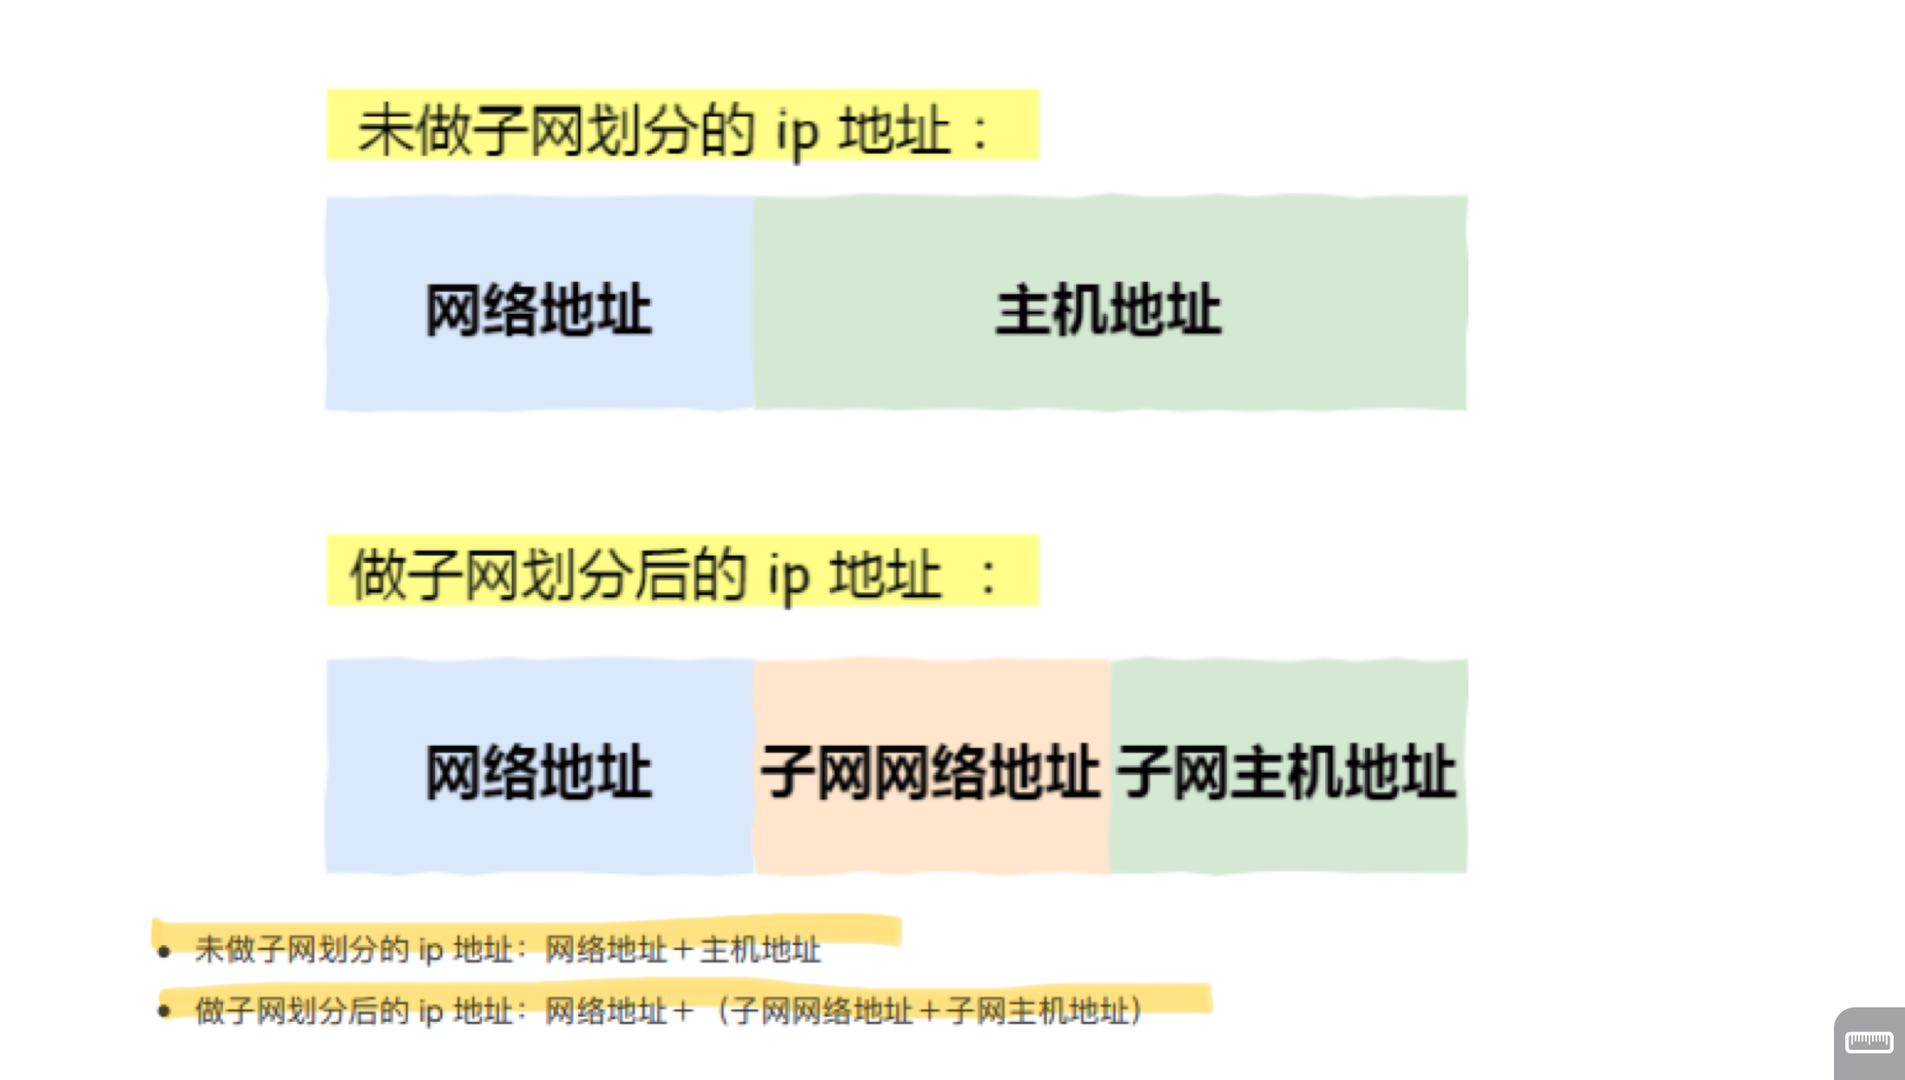 未做子网划分的 ip 地址：
网络地址 主机地址
做子网划分后的 ip 地址 ：
网络地址 子网网络地址 子网主机地址
• 未做子网划分的 ip 地址：网络地址＋主机地址
• 做子网划分后的 ip 地址：网络地址＋（子网网络地址＋子网主机地址）